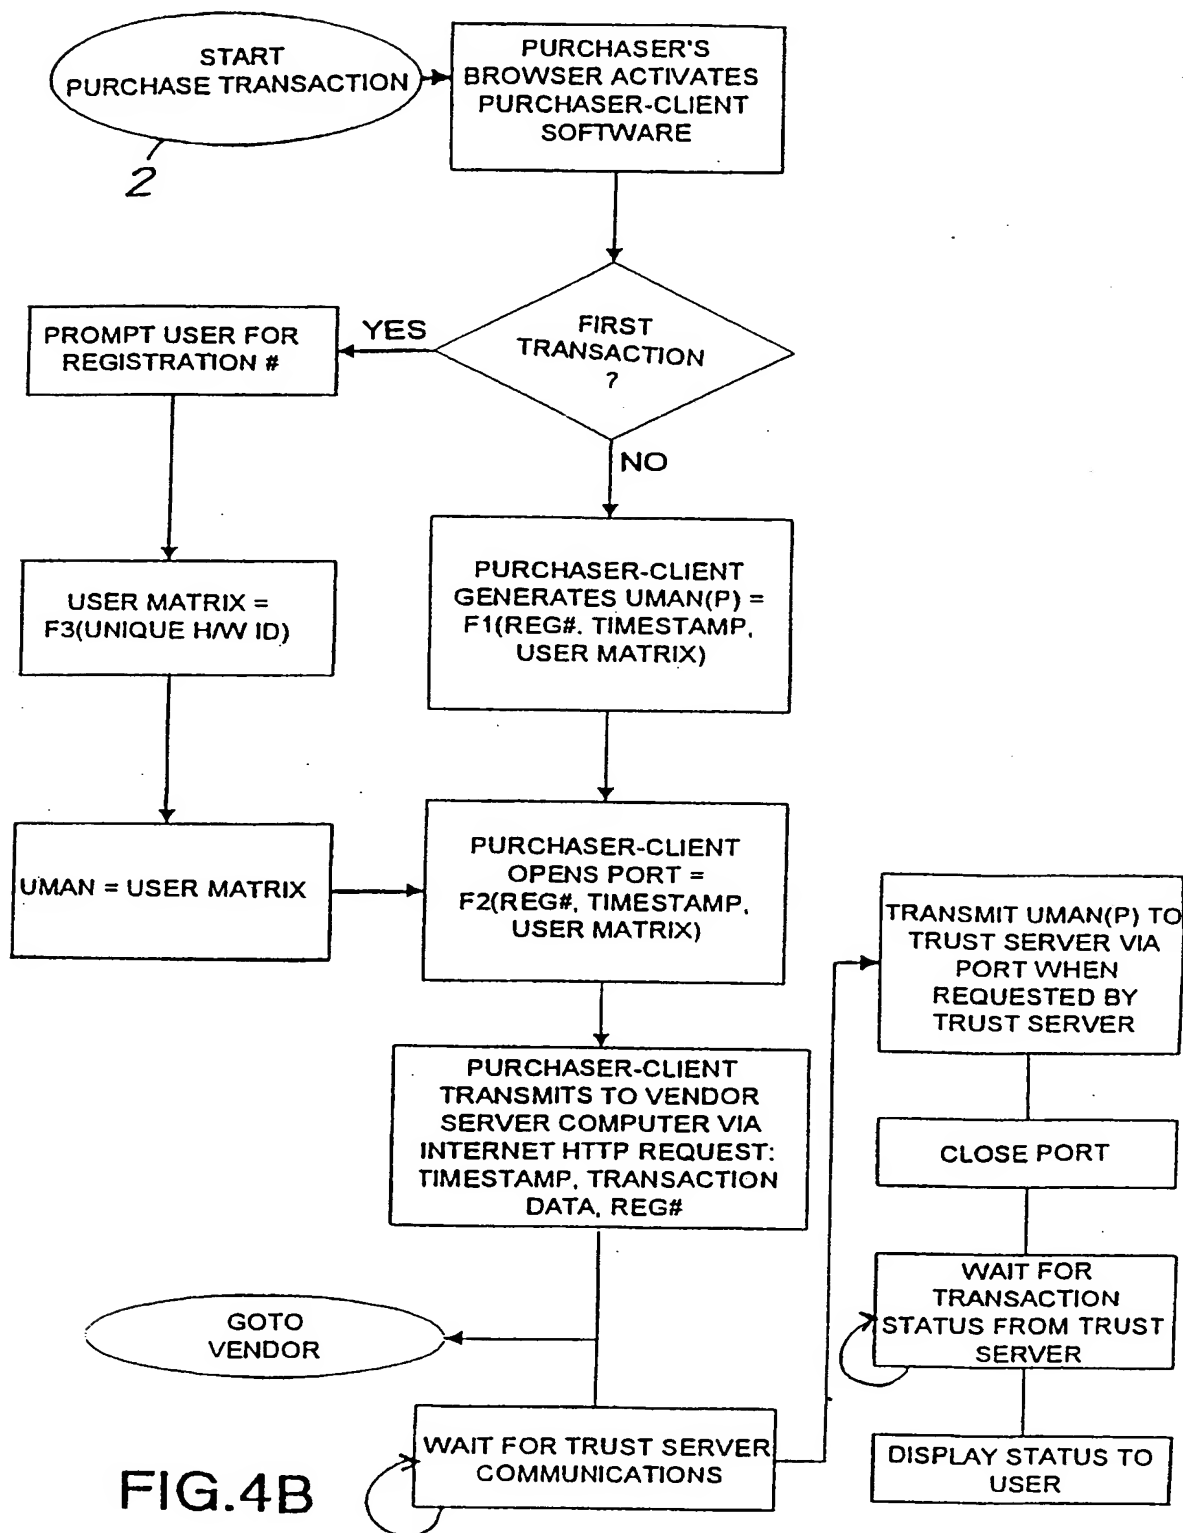 START
PURCHASE TRANSACTION
2
PURCHASER'S
BROWSER ACTIVATES
PURCHASER-CLIENT
SOFTWARE
FIRST
TRANSACTION
?
YES
NO
PROMPT USER FOR
REGISTRATION #
USER MATRIX =
F3(UNIQUE H/W ID)
UMAN = USER MATRIX
PURCHASER-CLIENT
GENERATES UMAN(P) =
F1(REG#. TIMESTAMP,
USER MATRIX)
PURCHASER-CLIENT
OPENS PORT =
F2(REG#, TIMESTAMP,
USER MATRIX)
PURCHASER-CLIENT
TRANSMITS TO VENDOR
SERVER COMPUTER VIA
INTERNET HTTP REQUEST:
TIMESTAMP, TRANSACTION
DATA, REG#
GOTO
VENDOR
WAIT FOR TRUST SERVER
COMMUNICATIONS
TRANSMIT UMAN(P) TO
TRUST SERVER VIA
PORT WHEN
REQUESTED BY
TRUST SERVER
CLOSE PORT
WAIT FOR
TRANSACTION
STATUS FROM TRUST
SERVER
DISPLAY STATUS TO
USER
FIG.4B